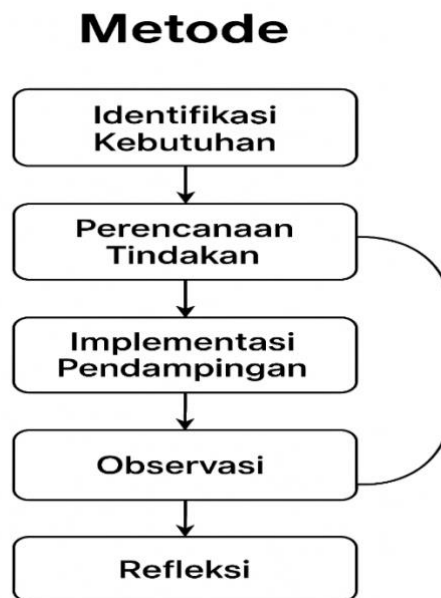 Metode
Identifikasi
Kebutuhan
Perencanaan
Tindakan
Implementasi
Pendampingan
Observasi
Refleksi